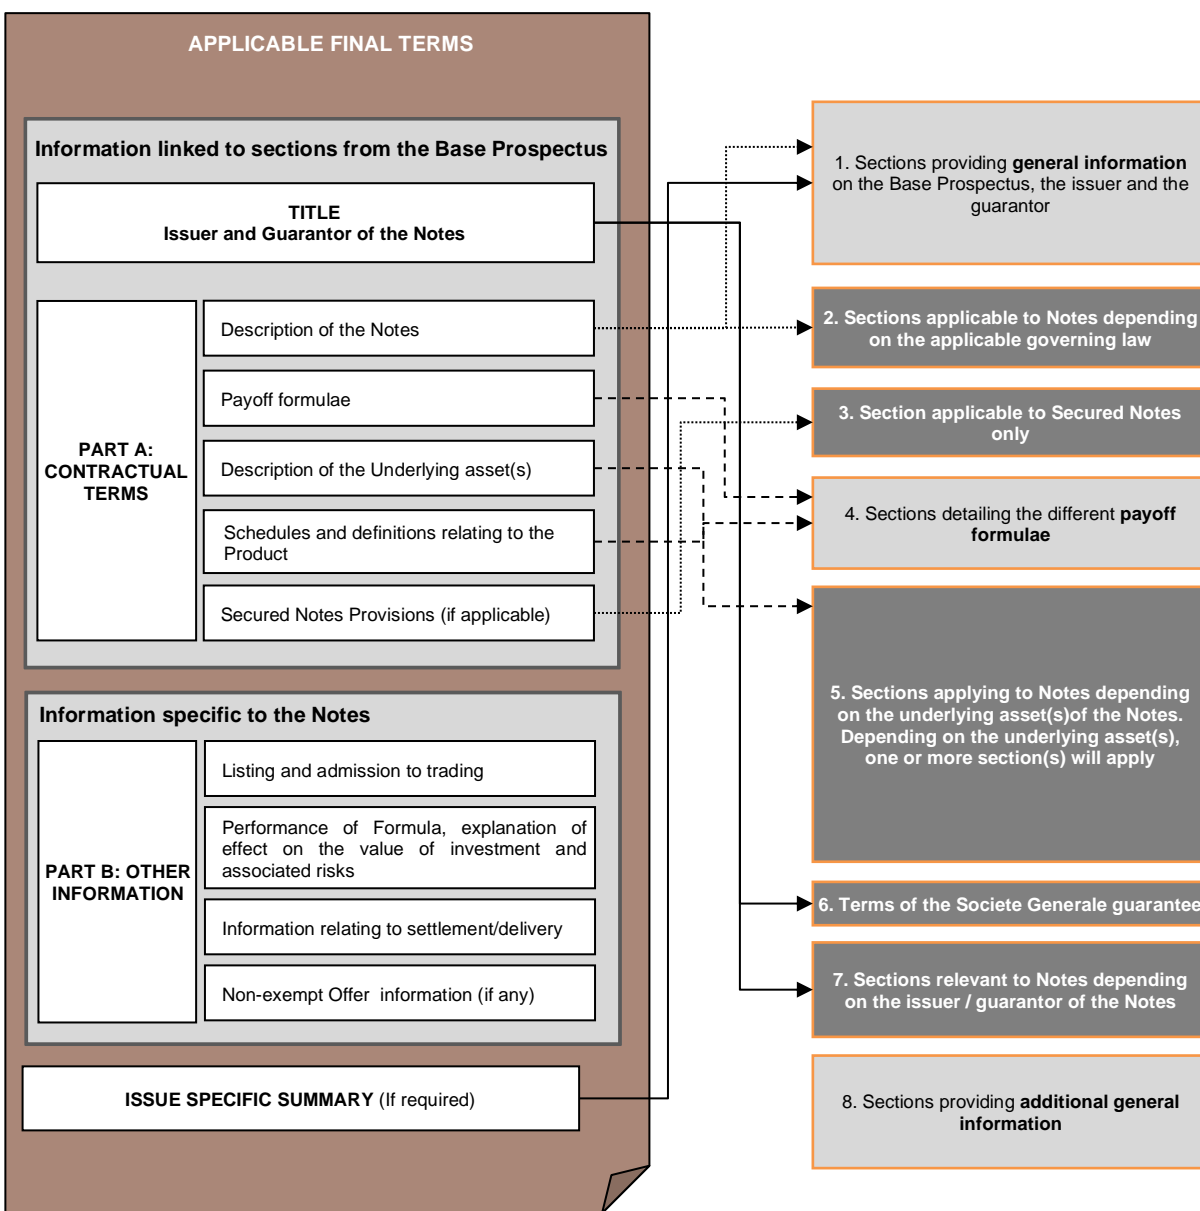 APPLICABLE FINAL TERMS
Information linked to sections from the Base Prospectus
TITLE
Issuer and Guarantor of the Notes
PART A:
CONTRACTUAL
TERMS
Description of the Notes
Payoff formulae
Description of the Underlying asset(s)
Schedules and definitions relating to the
Product
Secured Notes Provisions (if applicable)
Information specific to the Notes
PART B: OTHER
INFORMATION
Listing and admission to trading
Performance of Formula, explanation of
effect on the value of investment and
associated risks
Information relating to settlement/delivery
Non-exempt Offer information (if any)
ISSUE SPECIFIC SUMMARY (If required)
1. Sections providing general information
on the Base Prospectus, the issuer and the
guarantor
2. Sections applicable to Notes depending
on the applicable governing law
3. Section applicable to Secured Notes
only
4. Sections detailing the different payoff
formulae
5. Sections applying to Notes depending
on the underlying asset(s)of the Notes.
Depending on the underlying asset(s),
one or more section(s) will apply
6. Terms of the Societe Generale guarantee
7. Sections relevant to Notes depending
on the issuer / guarantor of the Notes
8. Sections providing additional general
information